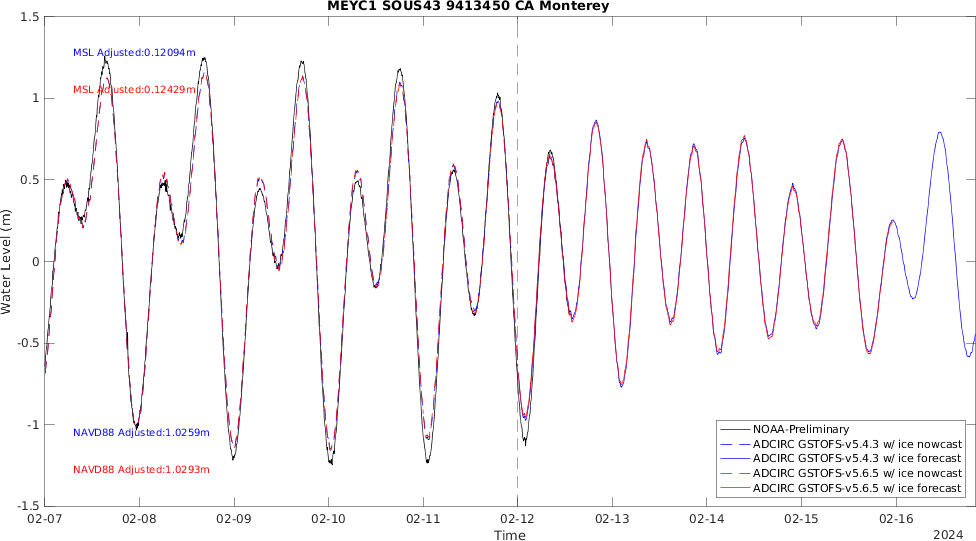 MEYC1 SOUS43 9413450 CA Monterey
1.5
1
0.5
0
-0.5
-1
-1.5
Water Level (m)
MSL Adjusted:0.12094m
MSL Adjusted:0.12429m
NAVD88 Adjusted:1.0259m
NAVD88 Adjusted:1.0293m
NOAA-Preliminary
ADCIRC GSTOFS-v5.4.3 w/ ice nowcast
ADCIRC GSTOFS-v5.4.3 w/ ice forecast
ADCIRC GSTOFS-v5.6.5 w/ ice nowcast
ADCIRC GSTOFS-v5.6.5 w/ ice forecast
02-07 02-08 02-09 02-10 02-11 02-12 02-13 02-14 02-15 02-16
Time
2024